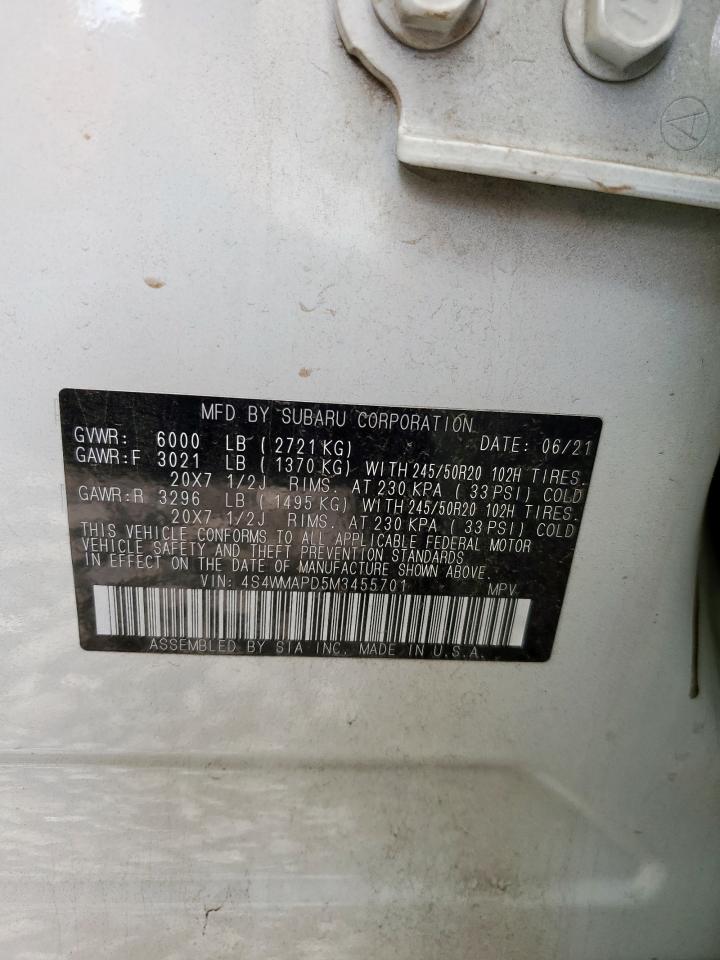 A
MFD BY SUBARU CORPORATION
GVWR: 6000 LB ( 2721 KG) DATE: 06/21
GAWR:F 3021 LB ( 1370 KG) WITH 245/50R20 102H TIRES.
20X7 1/2J RIMS. AT 230 KPA ( 33 PSI) COLD
GAWR:R 3296 LB ( 1495 KG) WITH 245/50R20 102H TIRES.
20X7 1/2J RIMS. AT 230 KPA ( 33 PSI) COLD
THIS VEHICLE CONFORMS TO ALL APPLICABLE FEDERAL MOTOR
VEHICLE SAFETY AND THEFT PREVENTION STANDARDS
IN EFFECT ON THE DATE OF MANUFACTURE SHOWN ABOVE.
VIN: 4S4WMAPD5M3455701 MPV
ASSEMBLED BY SIA INC. MADE IN U.S.A.